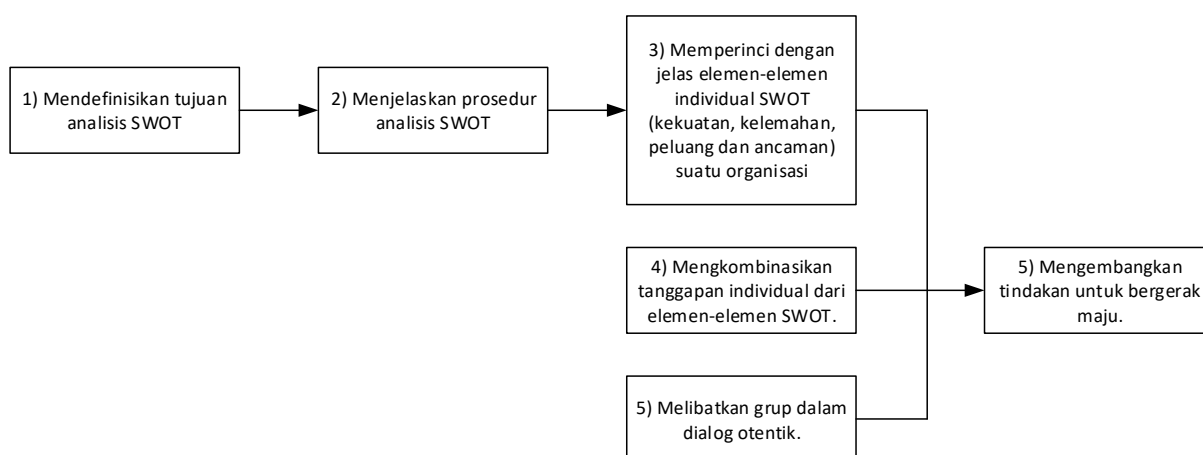 1) Mendefinisikan tujuan
analisis SWOT
2) Menjelaskan prosedur
analisis SWOT
3) Memperinci dengan
jelas elemen-elemen
individual SWOT
(kekuatan, kelemahan,
peluang dan ancaman)
suatu organisasi
4) Mengkombinasikan
tanggapan individual dari
elemen-elemen SWOT.
5) Mengembangkan
tindakan untuk bergerak
maju.
5) Melibatkan grup dalam
dialog otentik.